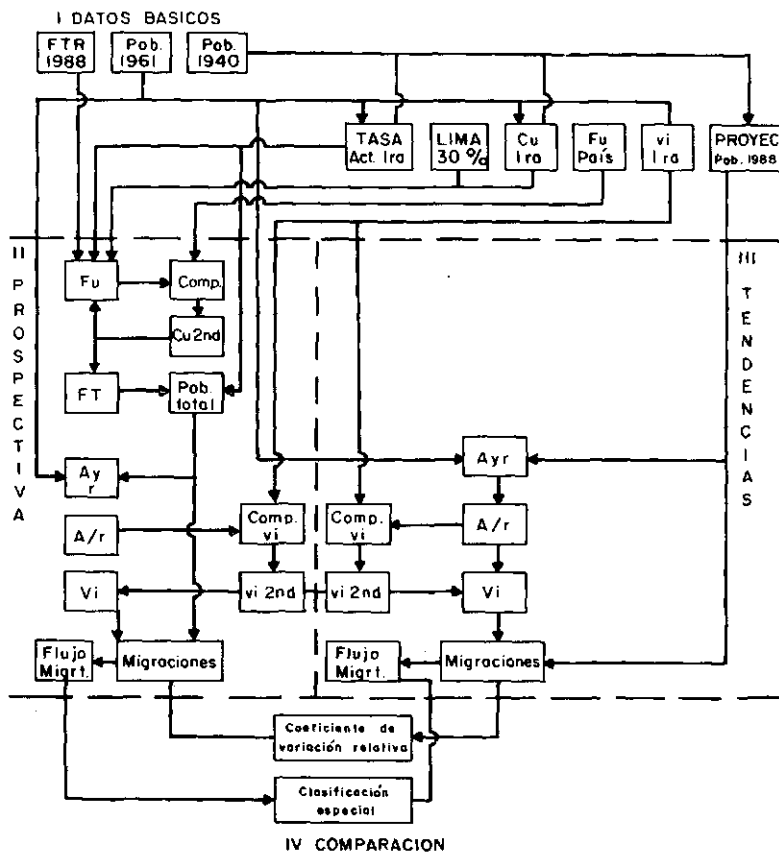 I DATOS BASICOS
FTR
1988
Pob.
1961
Pob.
1940
TASA
Act. Ira
LIMA
30 %
Cu
Ira
Fu
País
vi
Ira
PROYEC
Pob. 1988
II PROSPECTIVA
III TENDENCIAS
Fu
Comp.
Cu 2nd
FT
Pob.
total
Ay
r
Ayr
A/r
Comp.
vi
Comp.
vi
A/r
Vi
vi 2nd
vi 2nd
Vi
Flujo
Migrt.
Migraciones
Flujo
Migrt.
Migraciones
Coeficiente de
variación relativa
Clasificación
especial
IV COMPARACION